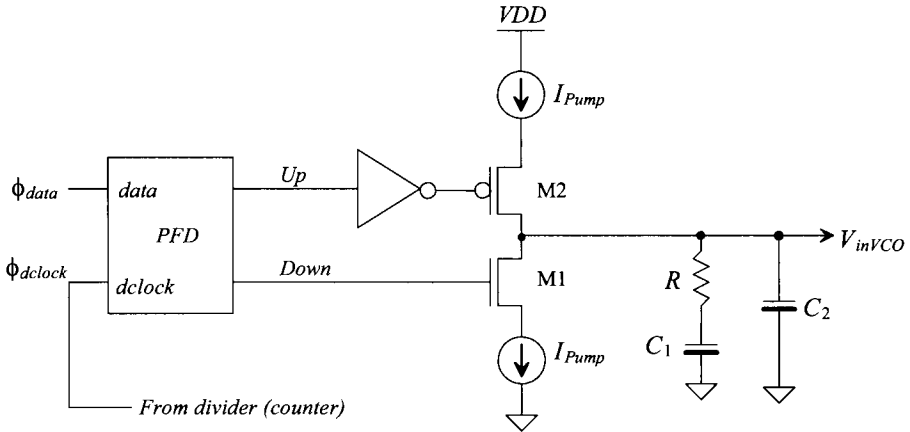 VDD
I_Pump
Up
M2
ϕ_data
data
PFD
V_inVCO
Down
ϕ_dclock
dclock
M1
R
C_2
I_Pump
C_1
From divider (counter)